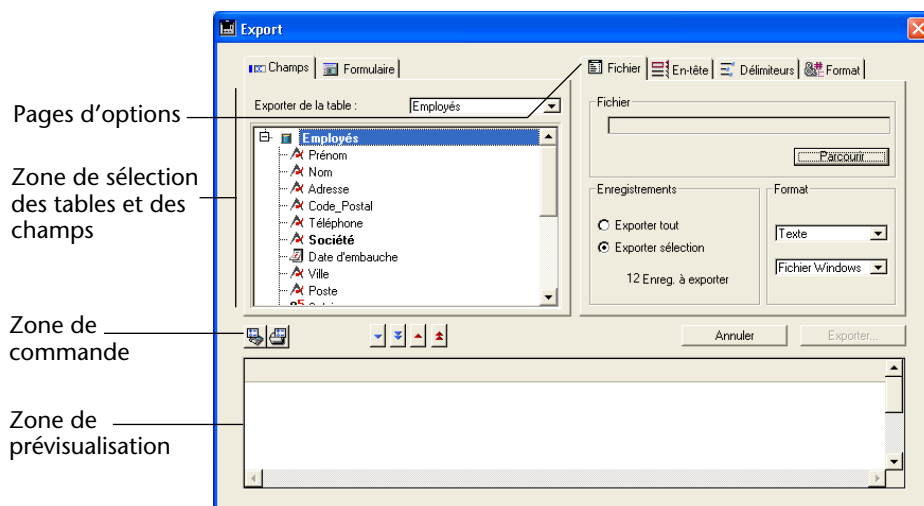 Export
Champs
Formulaire
Fichier
En-tête
Délimiteurs
Format
Pages d'options
Exporter de la table :
Employés
Fichier
Employés
Prénom
Parcourir...
Nom
Zone de sélection
des tables et des
champs
Adresse
Code_Postal
Téléphone
Société
Date d'embauche
Ville
Poste
Enregistrements
Exporter tout
Exporter sélection
12 Enreg. à exporter
Format
Texte
Fichier Windows
Zone de
commande
Annuler
Exporter...
Zone de
prévisualisation